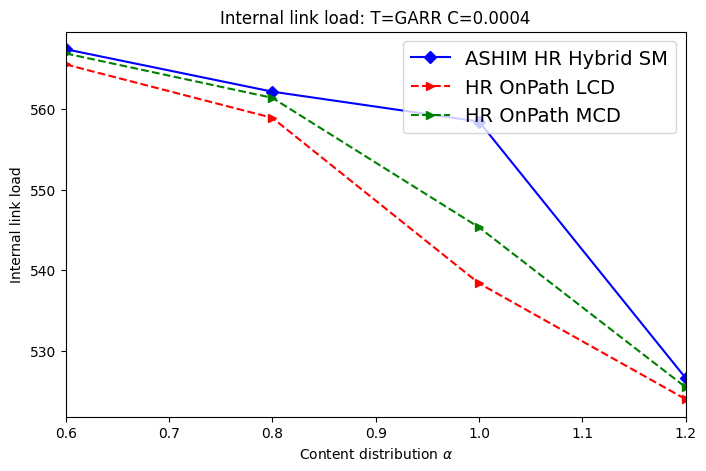 Internal link load: T=GARR C=0.0004
ASHIM HR Hybrid SM
HR OnPath LCD
HR OnPath MCD
Internal link load
560
550
540
530
0.6 0.7 0.8 0.9 1.0 1.1 1.2
Content distribution α